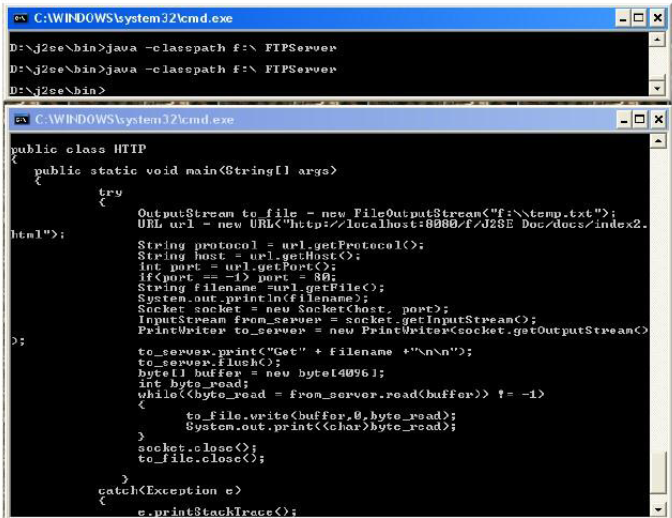 C:\WINDOWS\system32\cmd.exe
D:\j2se\bin>java -classpath f:\ FTPServer
D:\j2se\bin>java -classpath f:\ FTPServer
D:\j2se\bin>
C:\WINDOWS\system32\cmd.exe
public class HTTP
{
public static void main(String[] args)
{
try
{
OutputStream to_file = new FileOutputStream("f:\\temp.txt");
URL url = new URL("http://localhost:8080/f/J2SE Doc/docs/index2.
html");
String protocol = url.getProtocol();
String host = url.getHost();
int port = url.getPort();
if(port == -1) port = 80;
String filename =url.getFile();
System.out.println(filename);
Socket socket = new Socket(host, port);
InputStream from_server = socket.getInputStream();
PrintWriter to_server = new PrintWriter(socket.getOutputStream()
);
to_server.print("Get" + filename +"\n\n");
to_server.flush();
byte[] buffer = new byte[4096];
int byte_read;
while((byte_read = from_server.read(buffer)) != -1)
{
to_file.write(buffer,0,byte_read);
System.out.print((char)byte_read);
}
socket.close();
to_file.close();
}
catch(Exception e)
{
e.printStackTrace();